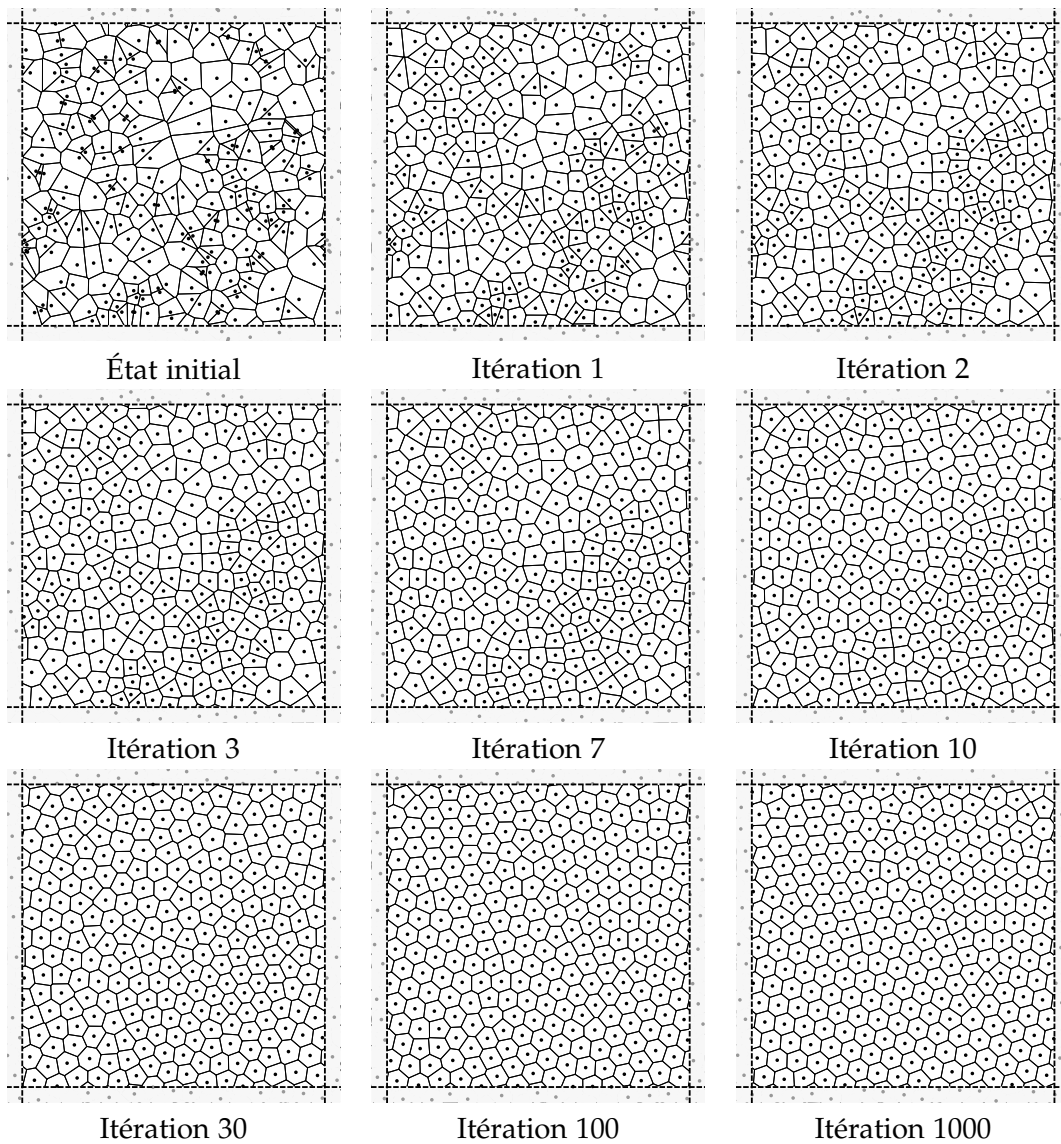 État initial
Itération 1
Itération 2
Itération 3
Itération 7
Itération 10
Itération 30
Itération 100
Itération 1000